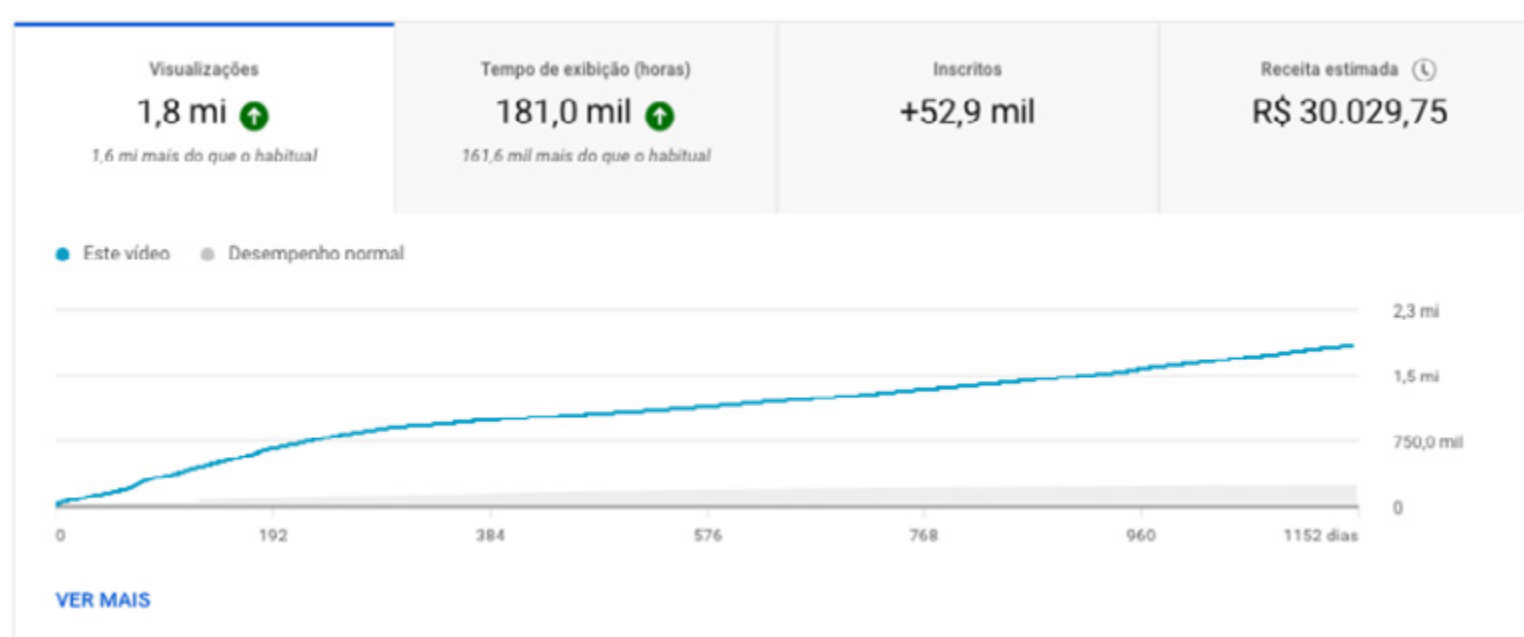 Visualizações
1,8 mi
1,6 mi mais do que o habitual
Tempo de exibição (horas)
181,0 mil
161,6 mil mais do que o habitual
Inscritos
+52,9 mil
Receita estimada
R$ 30.029,75
Este vídeo
Desempenho normal
2,3 mi
1,5 mi
750,0 mil
0
0 192 384 576 768 960 1152 dias
VER MAIS